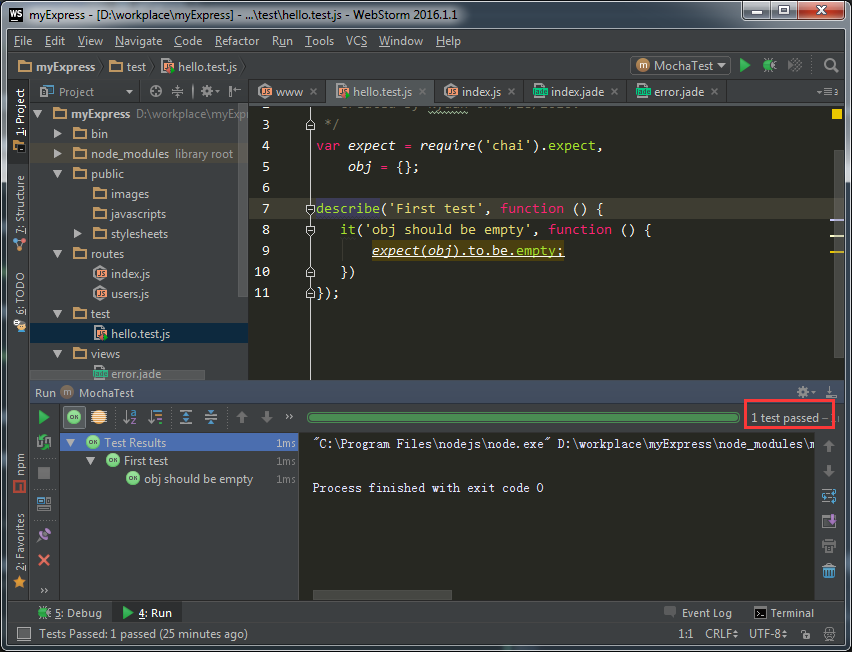 WS myExpress - [D:\workplace\myExpress] - ...\test\hello.test.js - WebStorm 2016.1.1
File Edit View Navigate Code Refactor Run Tools VCS Window Help
myExpress test hello.test.js MochaTest
Project
www hello.test.js index.js index.jade error.jade
1: Project
7: Structure
6: TODO
npm
2: Favorites
myExpress D:\workplace\myExpr
bin
node_modules library root
public
images
javascripts
stylesheets
routes
index.js
users.js
test
hello.test.js
views
error.jade
3 */
4 var expect = require('chai').expect,
5 obj = {};
6
7 describe('First test', function () {
8 it('obj should be empty', function () {
9 expect(obj).to.be.empty;
10 })
11 });
Run MochaTest
1 test passed –
Test Results 1ms
First test 1ms
obj should be empty 1ms
"C:\Program Files\nodejs\node.exe" D:\workplace\myExpress\node_modules\m
Process finished with exit code 0
5: Debug 4: Run Event Log Terminal
Tests Passed: 1 passed (25 minutes ago) 1:1 CRLF UTF-8